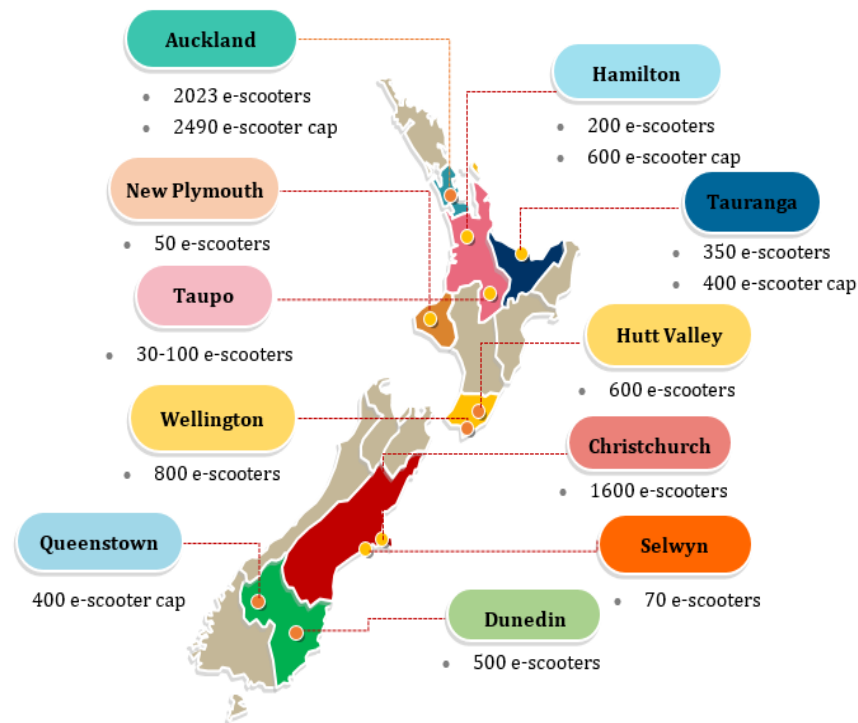 Auckland
• 2023 e-scooters
• 2490 e-scooter cap
Hamilton
• 200 e-scooters
• 600 e-scooter cap
New Plymouth
• 50 e-scooters
Tauranga
• 350 e-scooters
• 400 e-scooter cap
Taupo
• 30-100 e-scooters
Hutt Valley
• 600 e-scooters
Wellington
• 800 e-scooters
Christchurch
• 1600 e-scooters
Queenstown
400 e-scooter cap
Selwyn
• 70 e-scooters
Dunedin
• 500 e-scooters